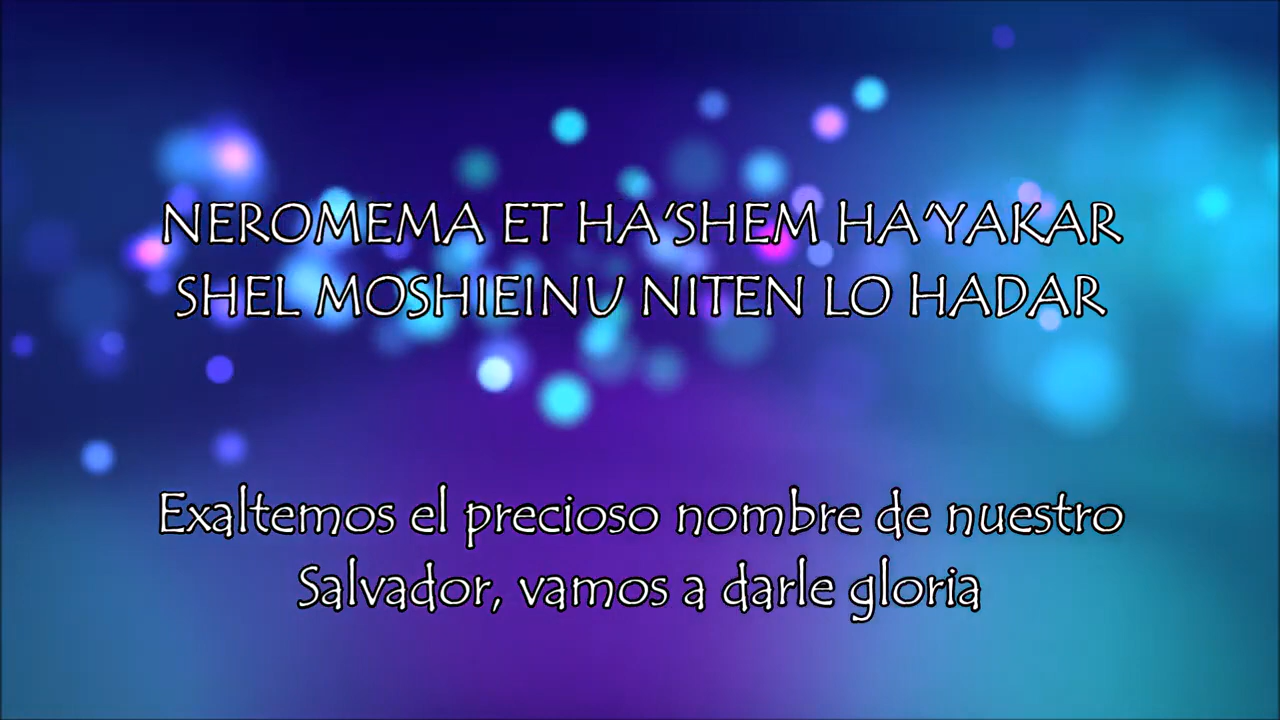 NEROMEMA ET HA'SHEM HA'YAKAR
SHEL MOSHIEINU NITEN LO HADAR
Exaltemos el precioso nombre de nuestro
Salvador, vamos a darle gloria